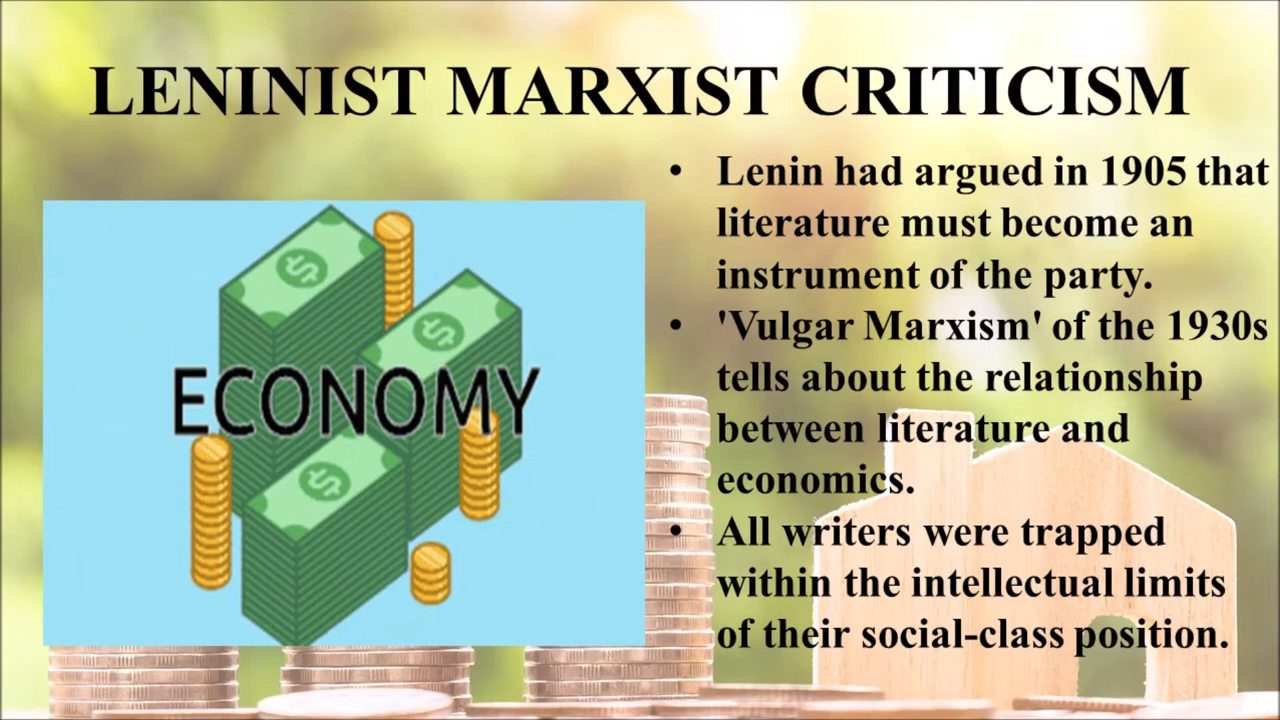 LENINIST MARXIST CRITICISM
ECONOMY
• Lenin had argued in 1905 that
literature must become an
instrument of the party.
• 'Vulgar Marxism' of the 1930s
tells about the relationship
between literature and
economics.
• All writers were trapped
within the intellectual limits
of their social-class position.